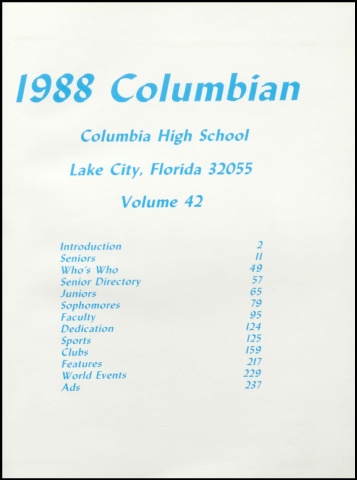 1988 Columbian
Columbia High School
Lake City, Florida 32055
Volume 42
Introduction 2
Seniors 11
Who's Who 49
Senior Directory 57
Juniors 65
Sophomores 79
Faculty 95
Dedication 124
Sports 125
Clubs 159
Features 217
World Events 229
Ads 237